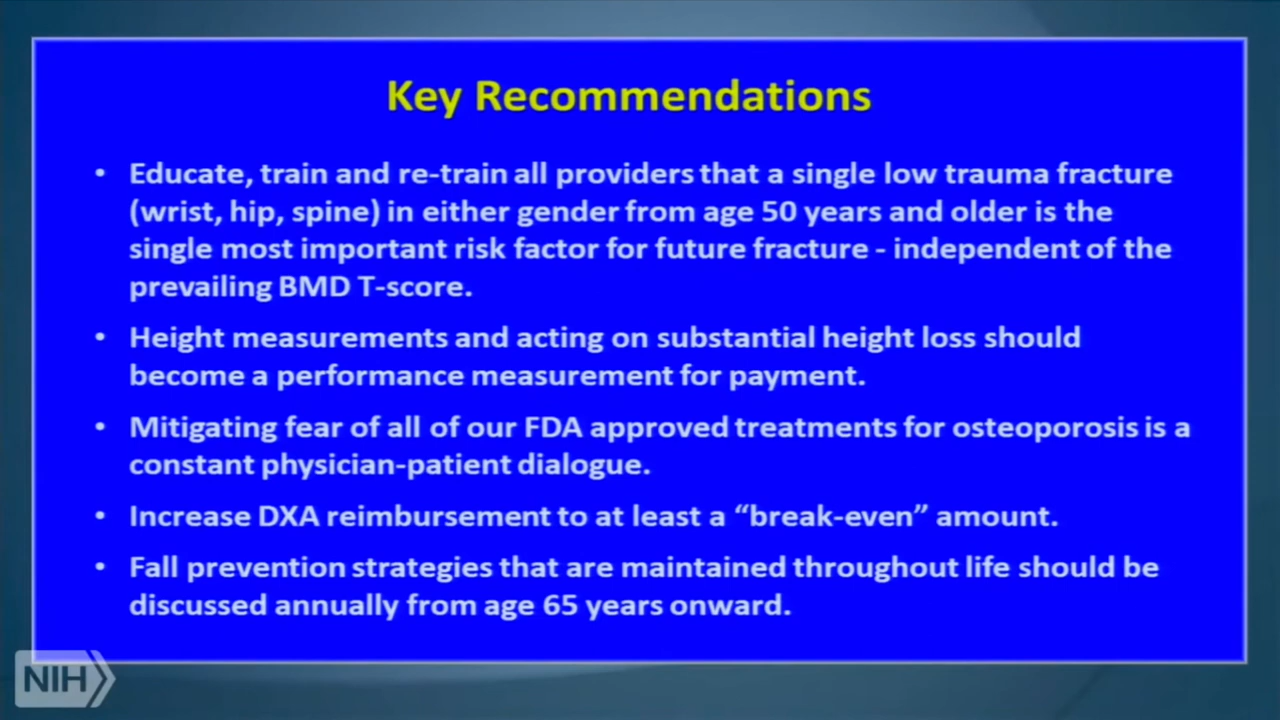 Key Recommendations
• Educate, train and re-train all providers that a single low trauma fracture
(wrist, hip, spine) in either gender from age 50 years and older is the
single most important risk factor for future fracture - independent of the
prevailing BMD T-score.
• Height measurements and acting on substantial height loss should
become a performance measurement for payment.
• Mitigating fear of all of our FDA approved treatments for osteoporosis is a
constant physician-patient dialogue.
• Increase DXA reimbursement to at least a “break-even” amount.
• Fall prevention strategies that are maintained throughout life should be
discussed annually from age 65 years onward.
NIH